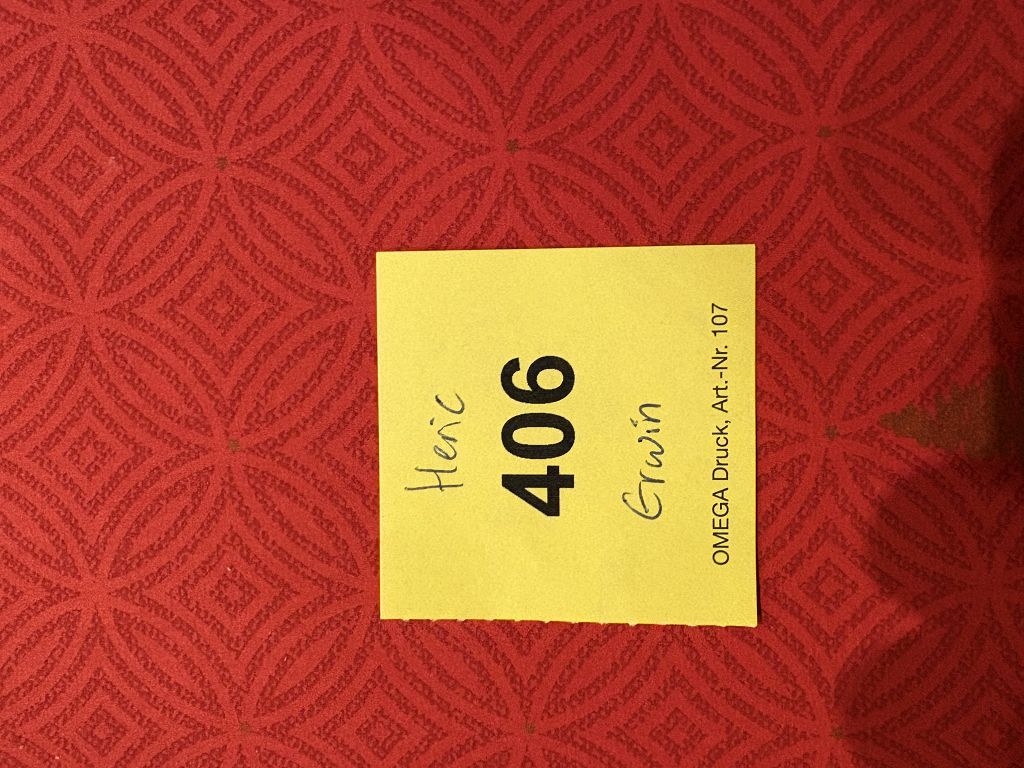 Heric
406
Erwin
OMEGA Druck, Art.-Nr. 107